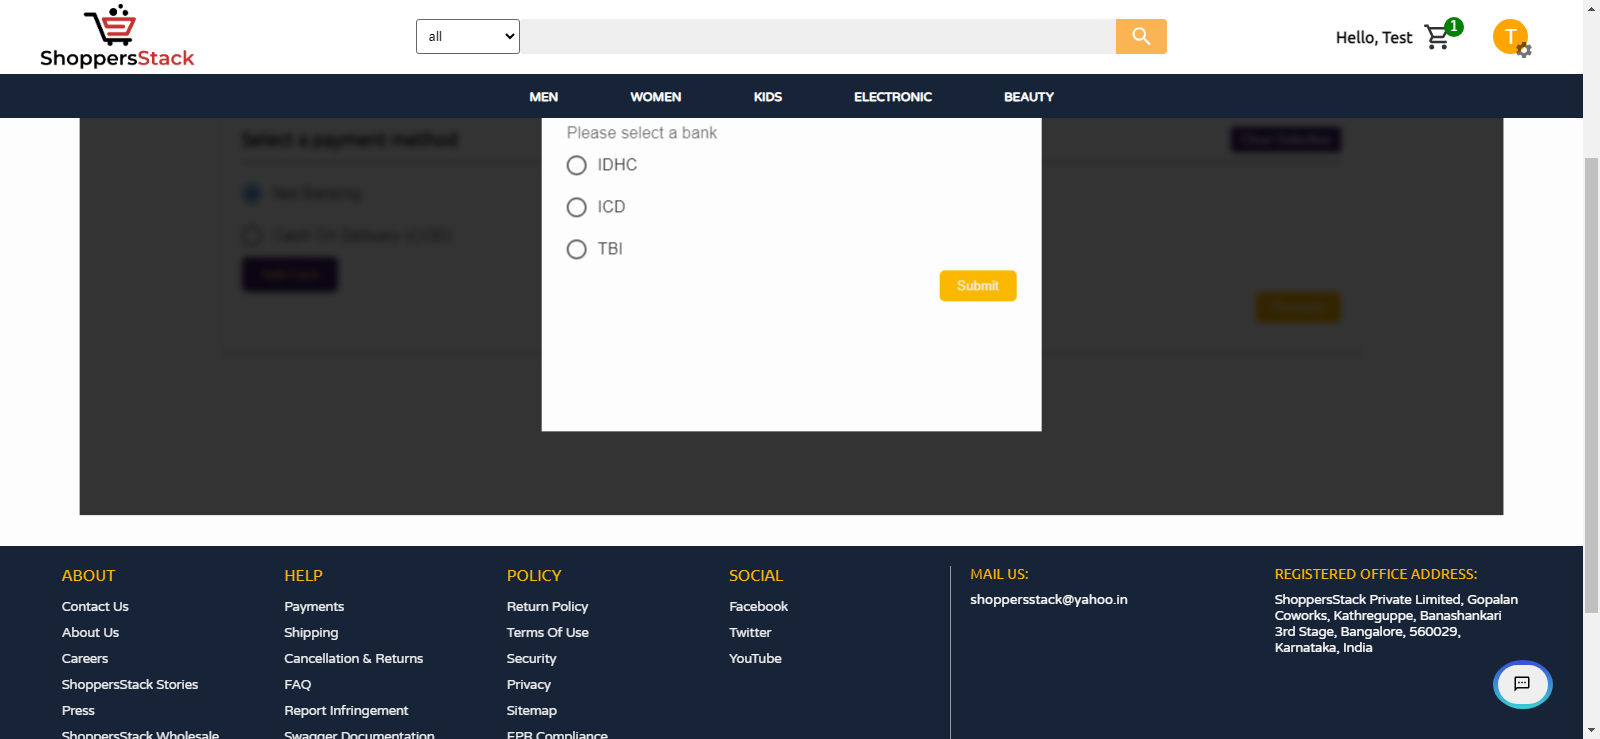 all
Hello, Test
1
T
ShoppersStack
MEN WOMEN KIDS ELECTRONIC BEAUTY
Select a payment method
Net Banking
Cash On Delivery (COD)
Please select a bank
IDHC
ICD
TBI
Submit
ABOUT
Contact Us
About Us
Careers
ShoppersStack Stories
Press
ShoppersStack Wholesale
HELP
Payments
Shipping
Cancellation & Returns
FAQ
Report Infringement
Swagger Documentation
POLICY
Return Policy
Terms Of Use
Security
Privacy
Sitemap
EPR Compliance
SOCIAL
Facebook
Twitter
YouTube
MAIL US:
shoppersstack@yahoo.in
REGISTERED OFFICE ADDRESS:
ShoppersStack Private Limited, Gopalan
Coworks, Kathreguppe, Banashankari
3rd Stage, Bangalore, 560029,
Karnataka, India